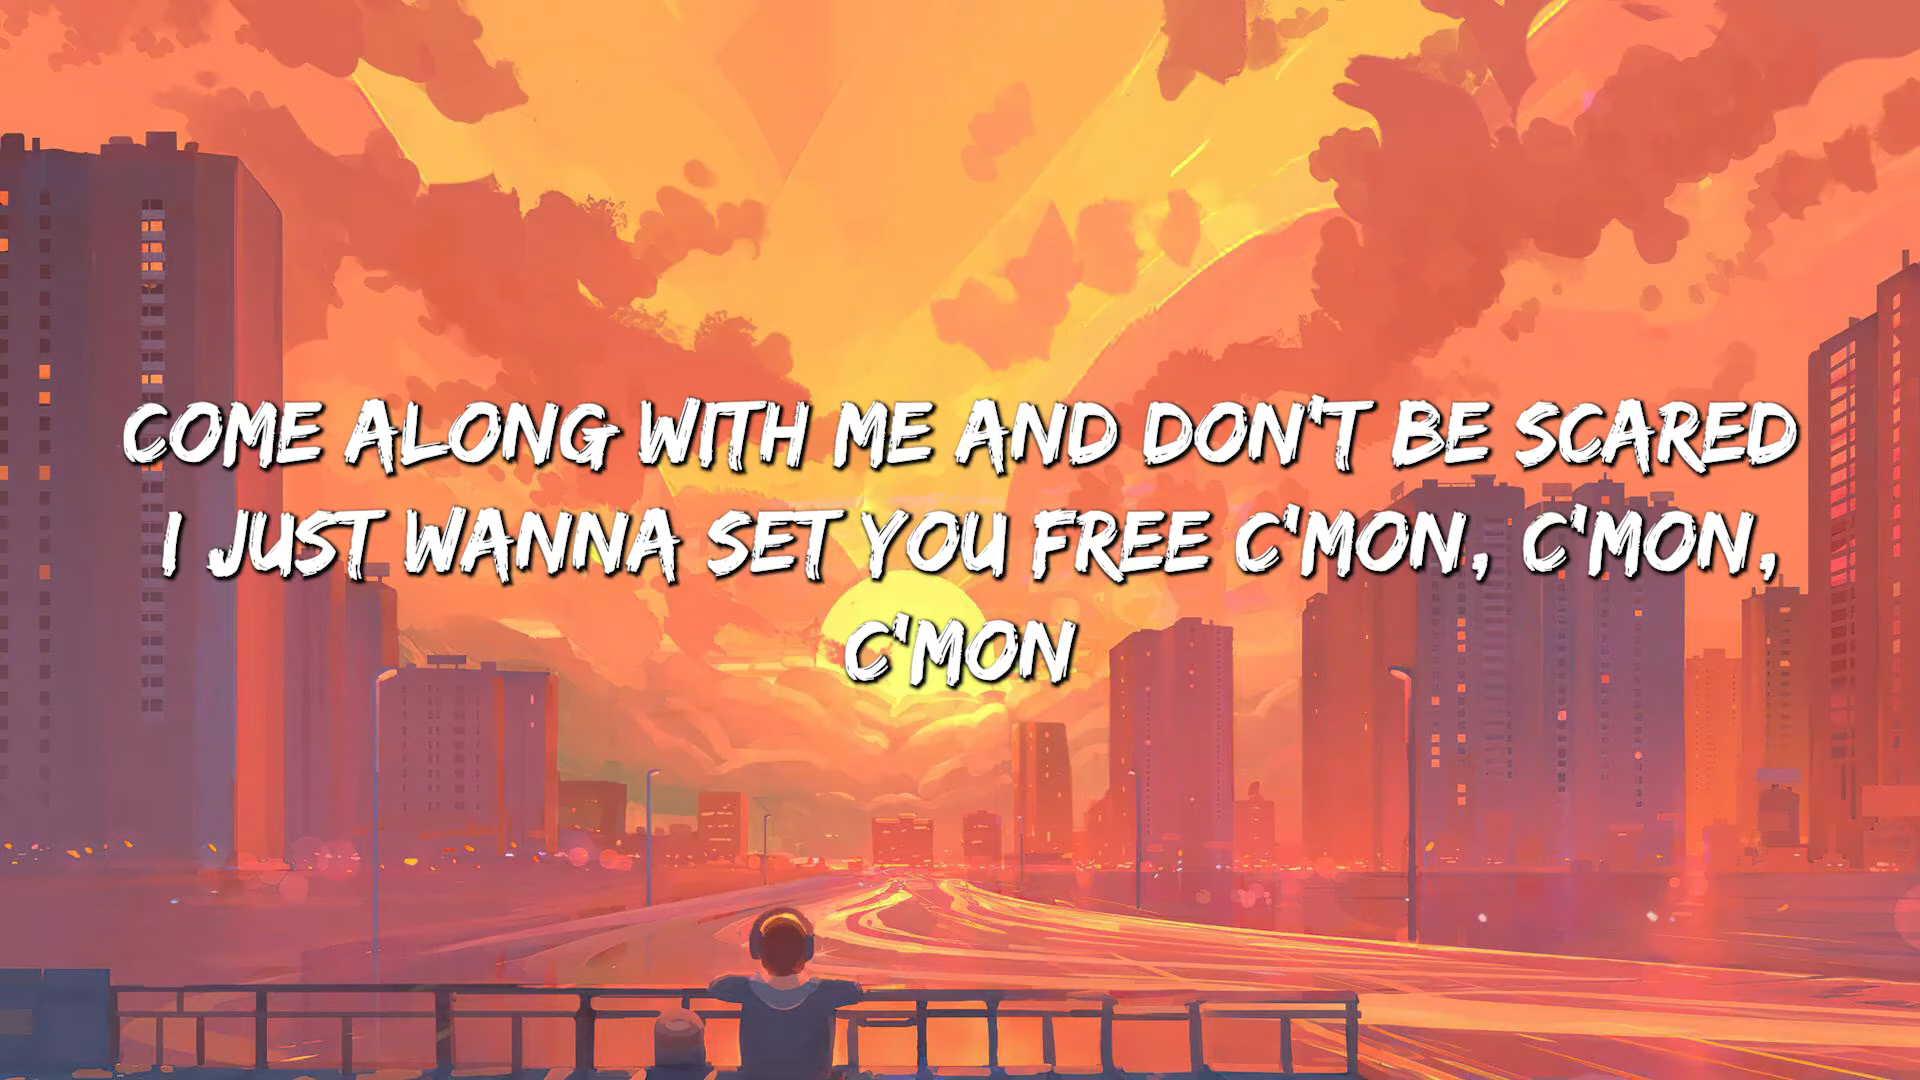 COME ALONG WITH ME AND DON'T BE SCARED
I JUST WANNA SET YOU FREE C'MON, C'MON,
C'MON